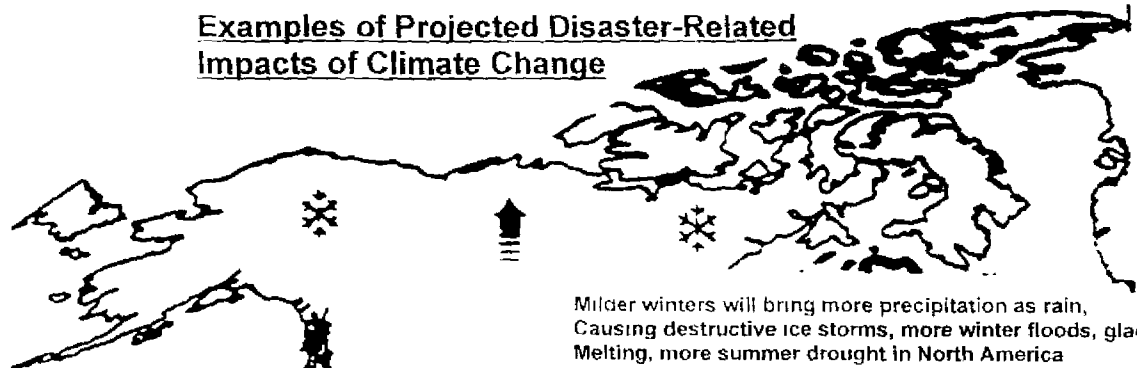 Examples of Projected Disaster-Related
Impacts of Climate Change
Milder winters will bring more precipitation as rain,
Causing destructive ice storms, more winter floods,
Melting, more summer drought in North America